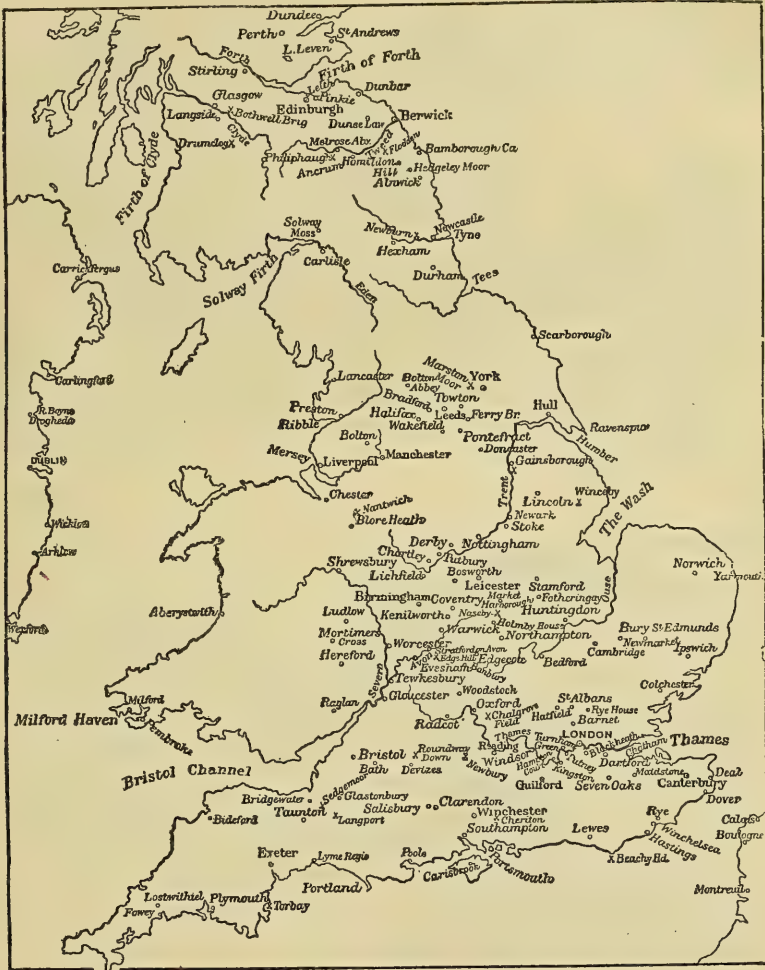 Dundee
Perth
St Andrews
L. Leven
Forth
Firth of Forth
Stirling
Leith
Dunbar
Glasgow
Pinkie
Edinburgh
Langside
Bothwell Brig
Dunse Law
Berwick
Clyde
Drumclog
Melrose Aby.
Tweed
Flodden
Philiphaugh
Ancrum
Homildon
Hill
Bamborough Ca
Hedgeley Moor
Alnwick
Firth of Clyde
Solway
Moss
Newburn
Newcastle
Tyne
Hexham
Carlisle
Carrickfergus
Solway Firth
Eden
Durham
Tees
Scarborough
Carlingford
Lancaster
Marston
Moor
York
Bolton
Abbey
R. Boyne
Drogheda
Preston
Ribble
Bradford
Towton
Halifax
Leeds
Ferry Br.
Wakefield
Hull
Ravenspur
Humber
Bolton
Pontefract
Doncaster
DUBLIN
Mersey
Liverpool
Manchester
Gainsborough
Chester
Trent
Lincoln
Winceby
The Wash
Nantwich
Blore Heath
Newark
Stoke
Wicklow
Arklow
Derby
Nottingham
Chartley
Tutbury
Shrewsbury
Lichfield
Bosworth
Leicester
Stamford
Norwich
Yarmouth
Ouse
Birmingham
Coventry
Market
Harborough
Fotheringay
Aberystwith
Ludlow
Kenilworth
Naseby
Huntingdon
Wexford
Mortimers
Cross
Warwick
Holmby House
Northampton
Bury St Edmunds
Newmarket
Ipswich
Cambridge
Hereford
Worcester
Stratford on Avon
Avon
Edge Hill
Edgecote
Evesham
Banbury
Bedford
Tewkesbury
Severn
Colchester
Milford
Milford Haven
Pembroke
Raglan
Gloucester
Woodstock
Oxford
St Albans
Rye House
Chalgrove
Field
Hatfield
Barnet
Radcot
Thames
Turnham
Green
LONDON
Blackheath
Chatham
Thames
Bristol Channel
Bristol
Bath
Roundway
Down
Devizes
Reading
Windsor
Newbury
Hampton
Court
Putney
Kingston
Dartford
Maidstone
Deal
Canterbury
Guilford
Seven Oaks
Dover
Bridgewater
Sedgemoor
Glastonbury
Bideford
Taunton
Langport
Salisbury
Clarendon
Winchester
Cheriton
Southampton
Lewes
Rye
Winchelsea
Hastings
Calais
Boulogne
Exeter
Lyme Regis
Poole
Carisbrook
Portsmouth
Beachy Hd.
Portland
Montreuil
Lostwithiel
Plymouth
Fowey
Torbay